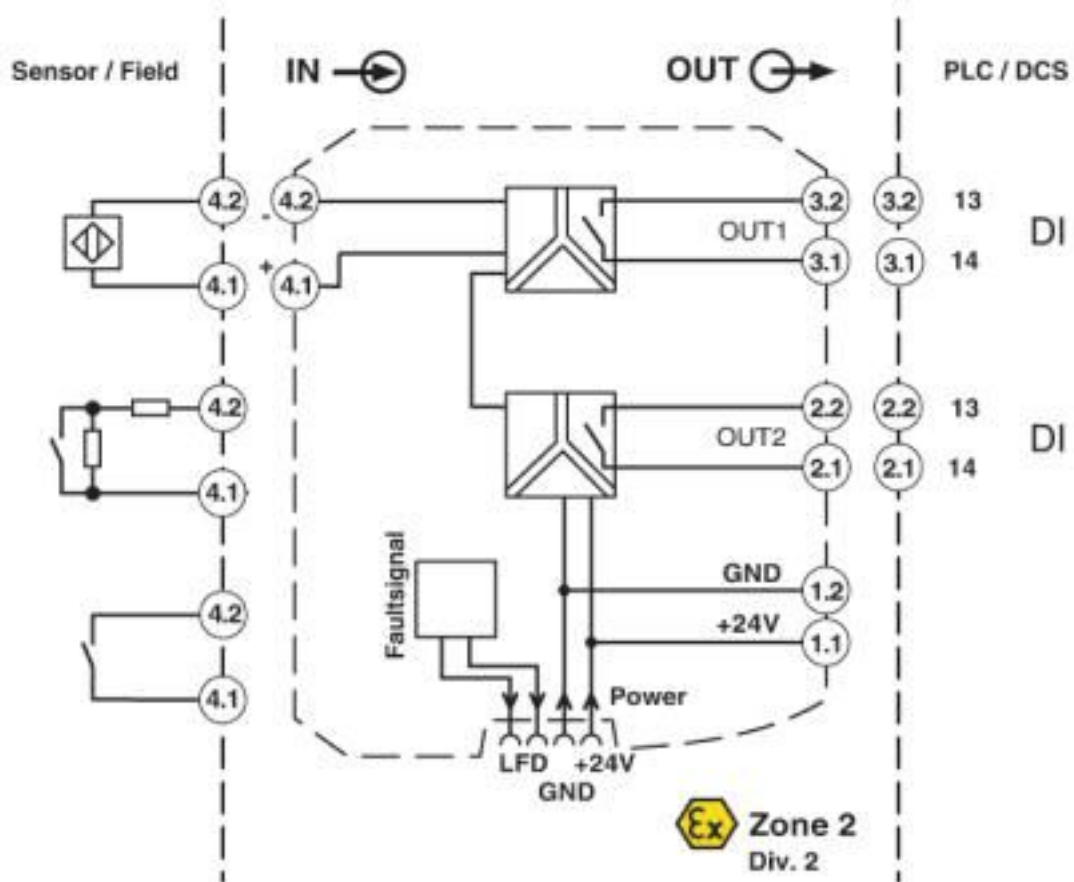 Sensor / Field
IN
OUT
PLC / DCS
4.2
4.2
3.2
3.2
13
-
OUT1
DI
+
4.1
4.1
3.1
3.1
14
4.2
2.2
2.2
13
OUT2
DI
4.1
2.1
2.1
14
Faultsignal
GND
1.2
4.2
+24V
1.1
4.1
Power
LFD
+24V
GND
Ex
Zone 2
Div. 2